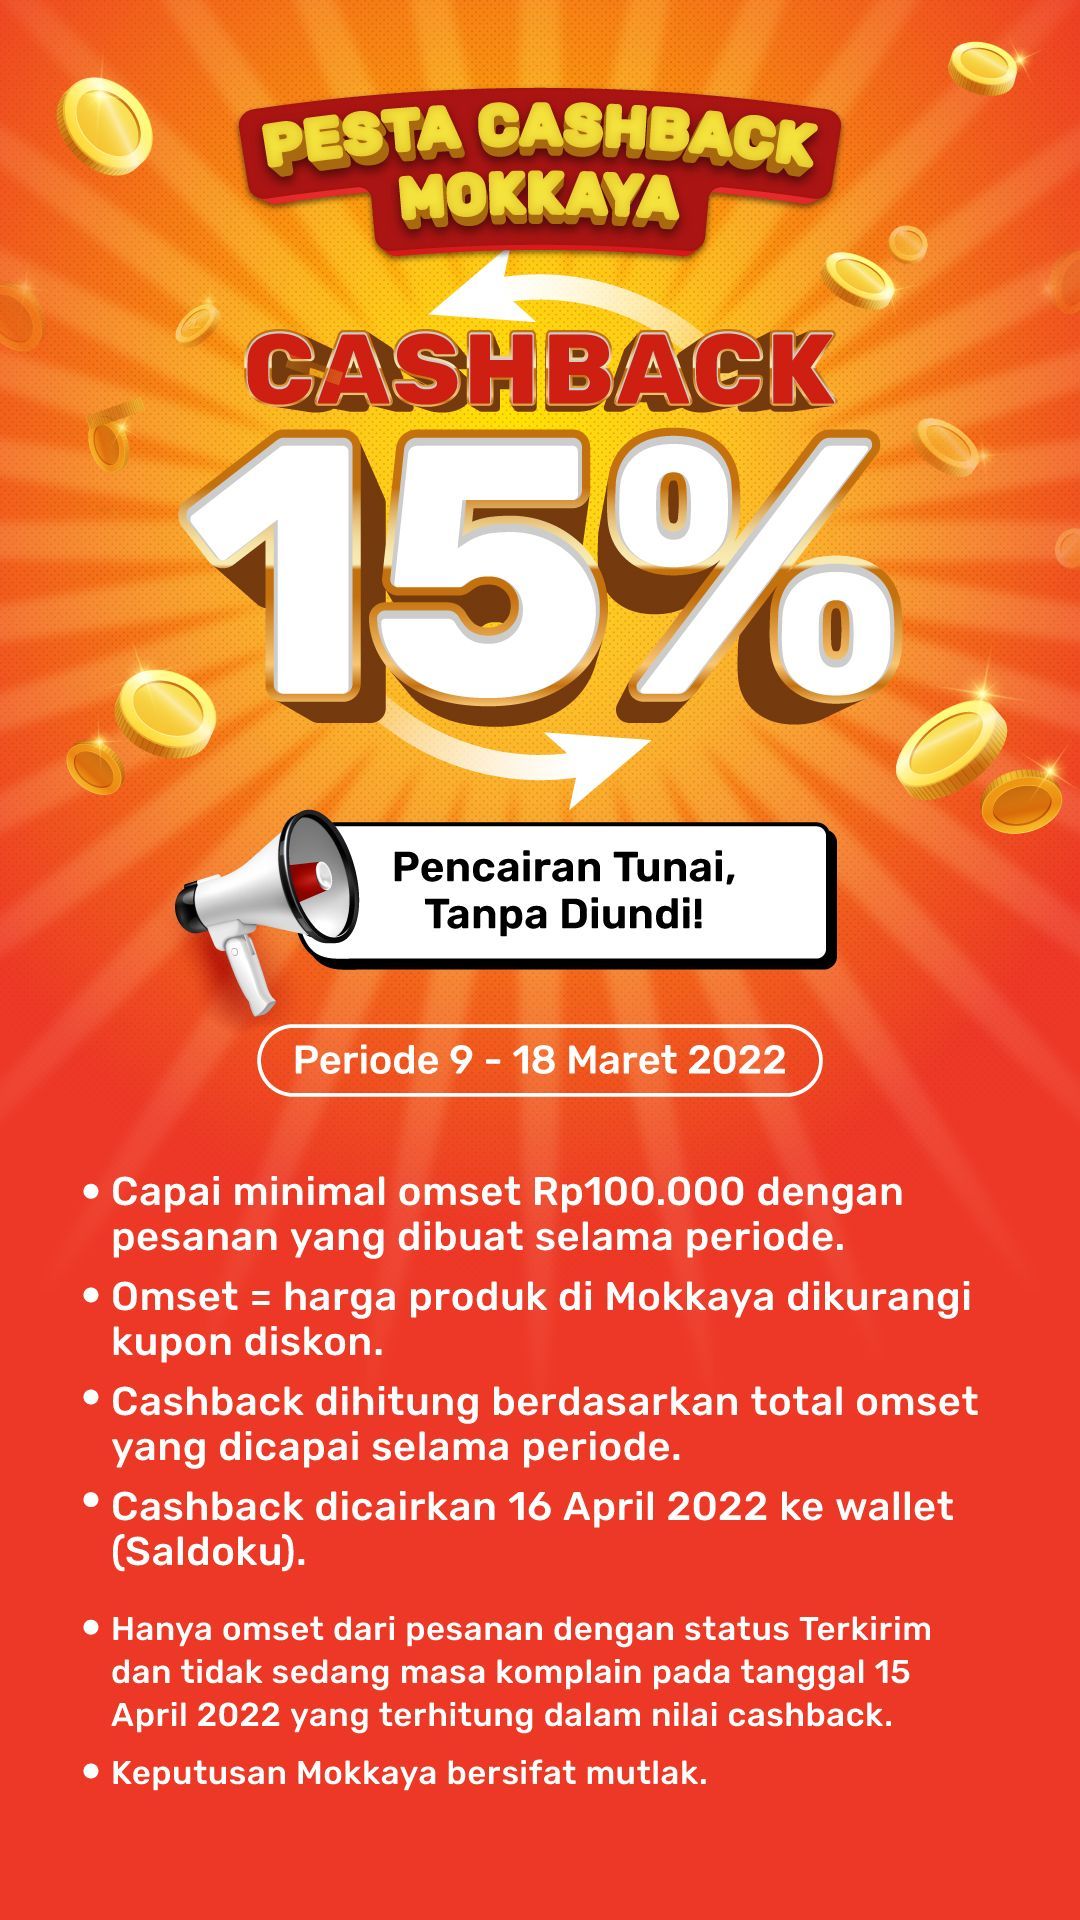 PESTA CASHBACK
MOKKAYA
CASHBACK
15%
Pencairan Tunai,
Tanpa Diundi!
Periode 9 - 18 Maret 2022
• Capai minimal omset Rp100.000 dengan
pesanan yang dibuat selama periode.
• Omset = harga produk di Mokkaya dikurangi
kupon diskon.
• Cashback dihitung berdasarkan total omset
yang dicapai selama periode.
• Cashback dicairkan 16 April 2022 ke wallet
(Saldoku).
• Hanya omset dari pesanan dengan status Terkirim
dan tidak sedang masa komplain pada tanggal 15
April 2022 yang terhitung dalam nilai cashback.
• Keputusan Mokkaya bersifat mutlak.